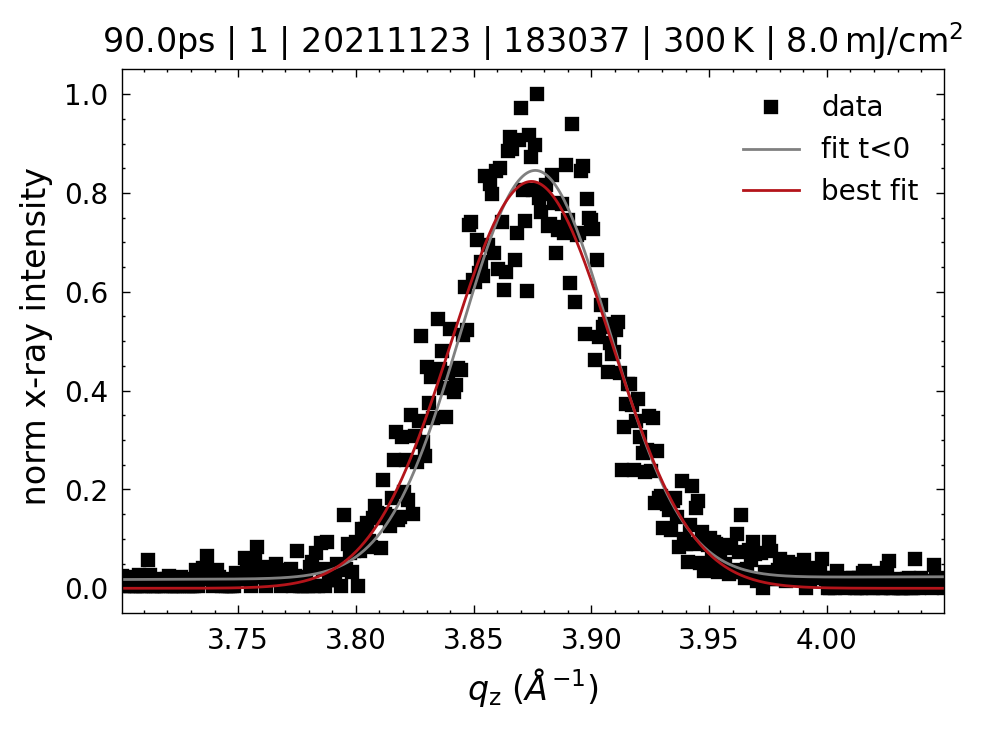 90.0ps | 1 | 20211123 | 183037 | 300 K | 8.0 mJ/cm²
1.0
0.8
0.6
0.4
0.2
0.0
norm x-ray intensity
data
fit t<0
best fit
3.75 3.80 3.85 3.90 3.95 4.00
q_z (Å⁻¹)